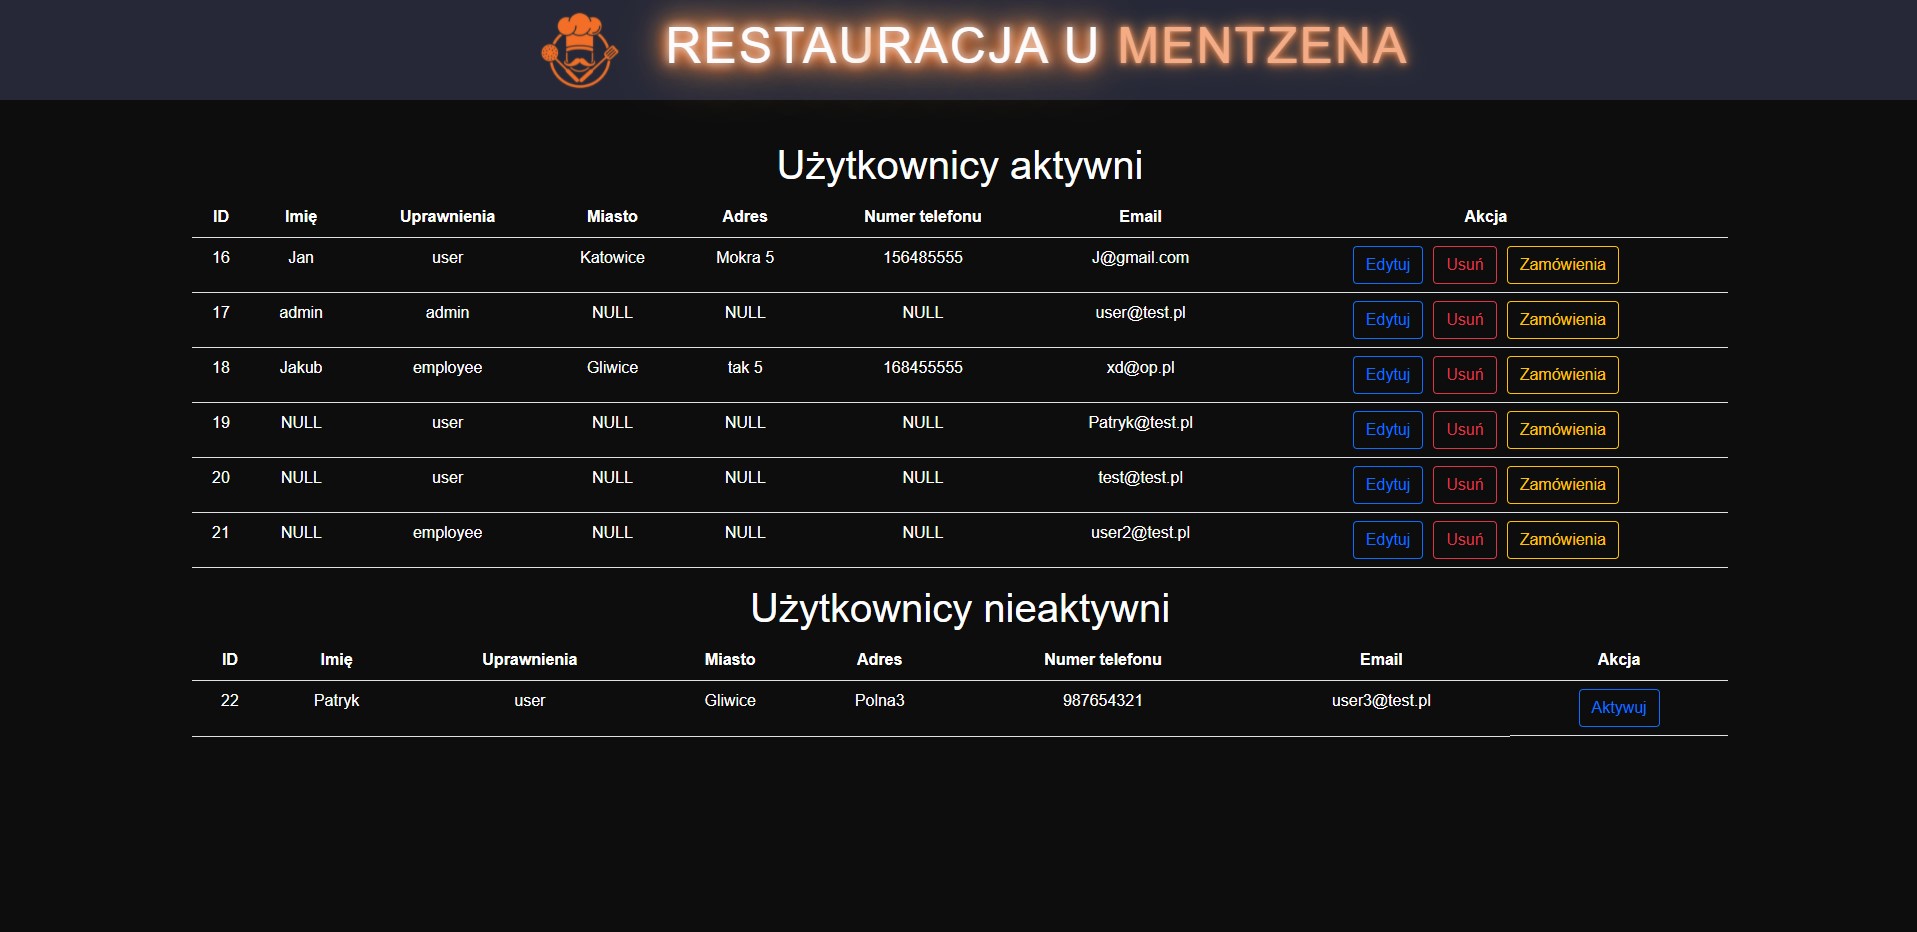 RESTAURACJA U MENTZENA
Użytkownicy aktywni
ID Imię Uprawnienia Miasto Adres Numer telefonu Email Akcja
16 Jan user Katowice Mokra 5 156485555 J@gmail.com Edytuj Usuń Zamówienia
17 admin admin NULL NULL NULL user@test.pl Edytuj Usuń Zamówienia
18 Jakub employee Gliwice tak 5 168455555 xd@op.pl Edytuj Usuń Zamówienia
19 NULL user NULL NULL NULL Patryk@test.pl Edytuj Usuń Zamówienia
20 NULL user NULL NULL NULL test@test.pl Edytuj Usuń Zamówienia
21 NULL employee NULL NULL NULL user2@test.pl Edytuj Usuń Zamówienia
Użytkownicy nieaktywni
ID Imię Uprawnienia Miasto Adres Numer telefonu Email Akcja
22 Patryk user Gliwice Polna3 987654321 user3@test.pl Aktywuj